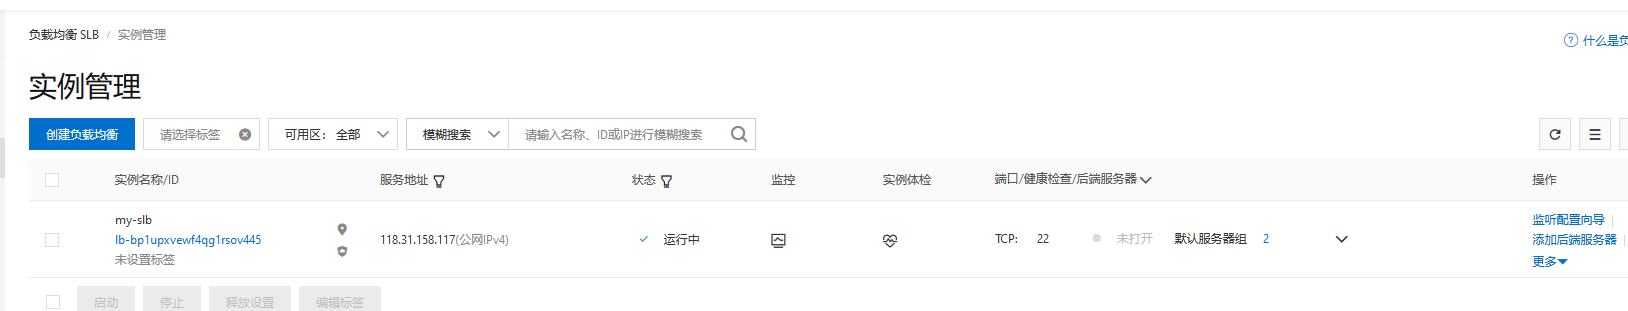 负载均衡 SLB / 实例管理
什么是负
实例管理
创建负载均衡 请选择标签 可用区： 全部 模糊搜索 请输入名称、ID或IP进行模糊搜索
实例名称/ID 服务地址 状态 监控 实例体检 端口/健康检查/后端服务器 操作
my-slb
lb-bp1upxvewf4qg1rsov445
未设置标签
118.31.158.117(公网IPv4) 运行中 TCP: 22 未打开 默认服务器组 2
监听配置向导
添加后端服务器
更多
启动 停止 释放设置 编辑标签